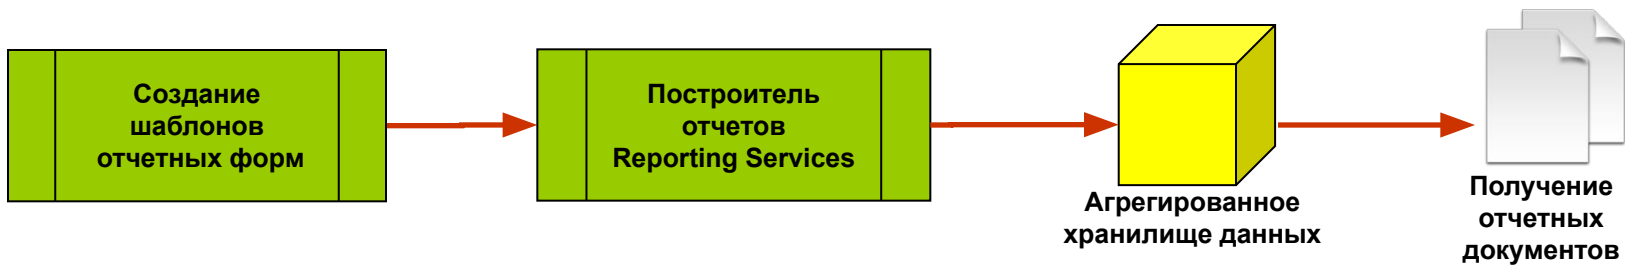 Создание
шаблонов
отчетных форм
Построитель
отчетов
Reporting Services
Агрегированное
хранилище данных
Получение
отчетных
документов